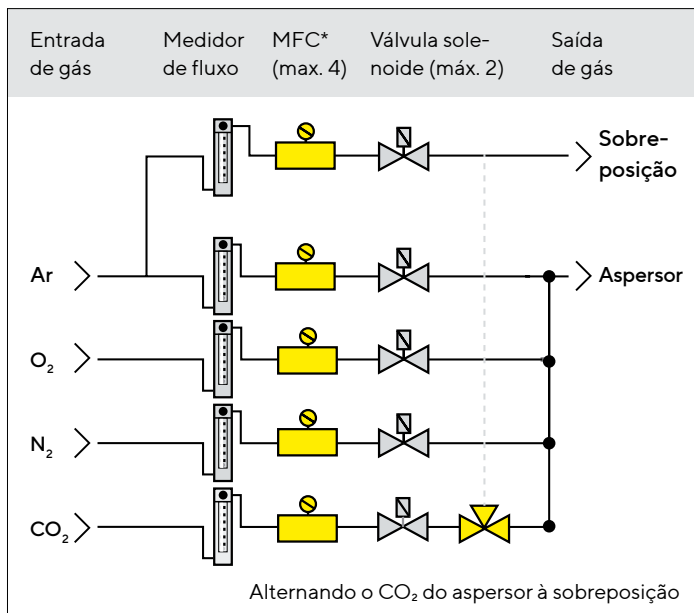 Entrada
de gás
Medidor
de fluxo
MFC*
(max. 4)
Válvula sole-
noide (máx. 2)
Saída
de gás
Sobre-
posição
Ar
Aspersor
O₂
N₂
CO₂
Alternando o CO₂ do aspersor à sobreposição